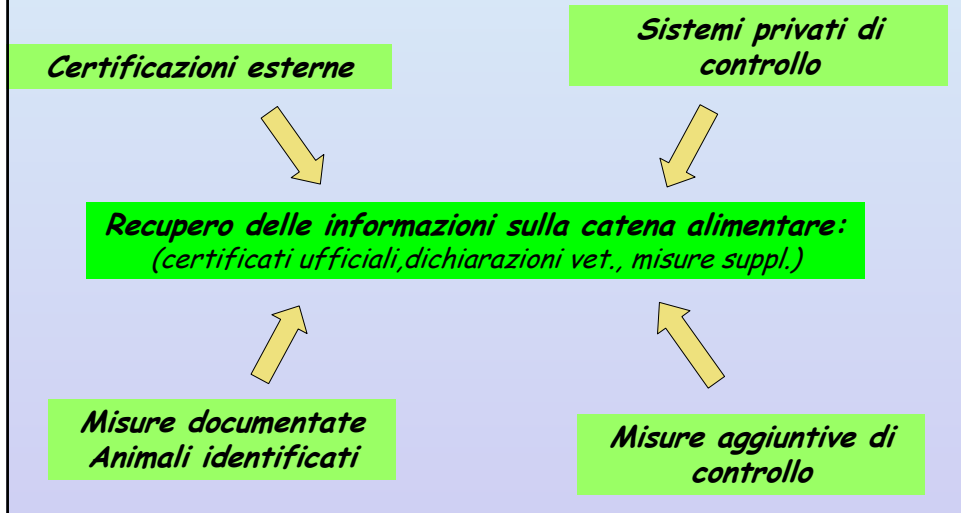 Certificazioni esterne
Sistemi privati di
controllo
Recupero delle informazioni sulla catena alimentare:
(certificati ufficiali,dichiarazioni vet., misure suppl.)
Misure documentate
Animali identificati
Misure aggiuntive di
controllo